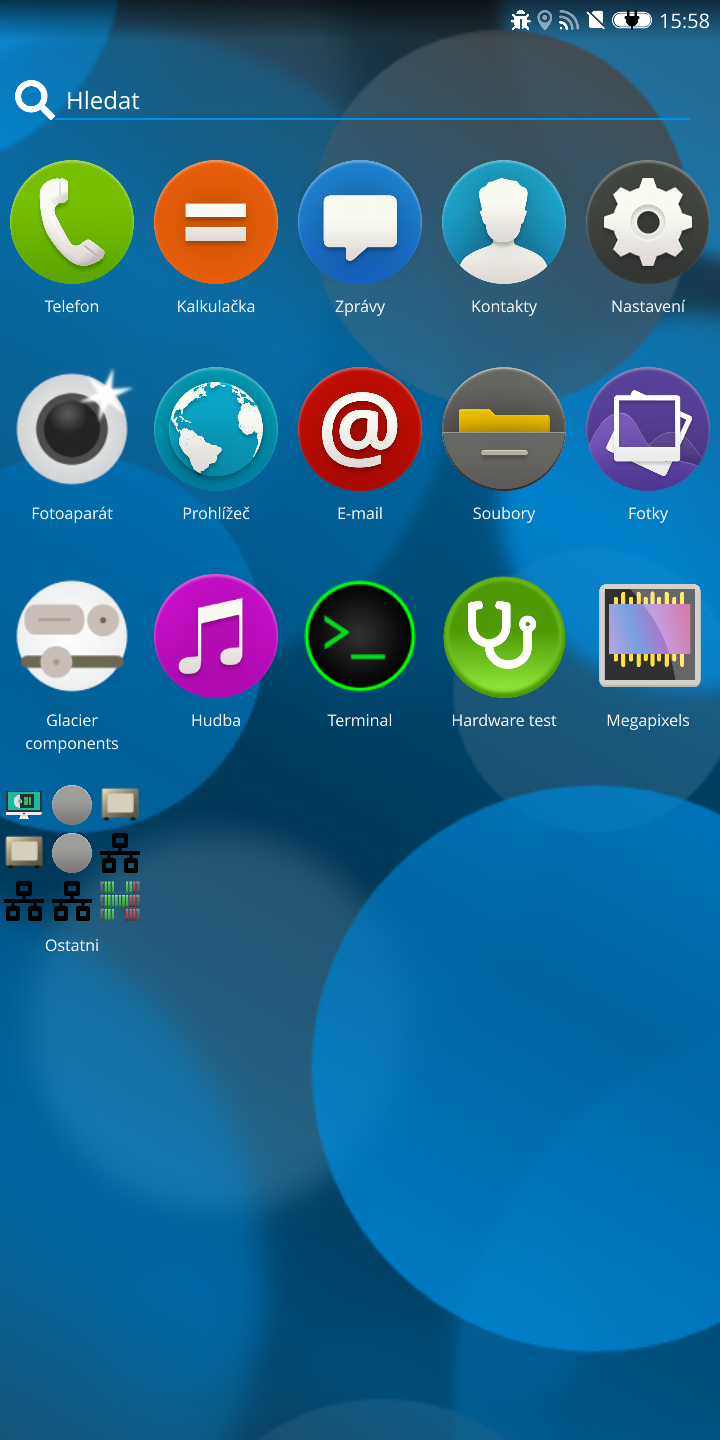 15:58
Hledat
Telefon
Kalkulačka
Zprávy
Kontakty
Nastavení
Fotoaparát
Prohlížeč
E-mail
Soubory
Fotky
Glacier
components
Hudba
Terminal
Hardware test
Megapixels
Ostatni